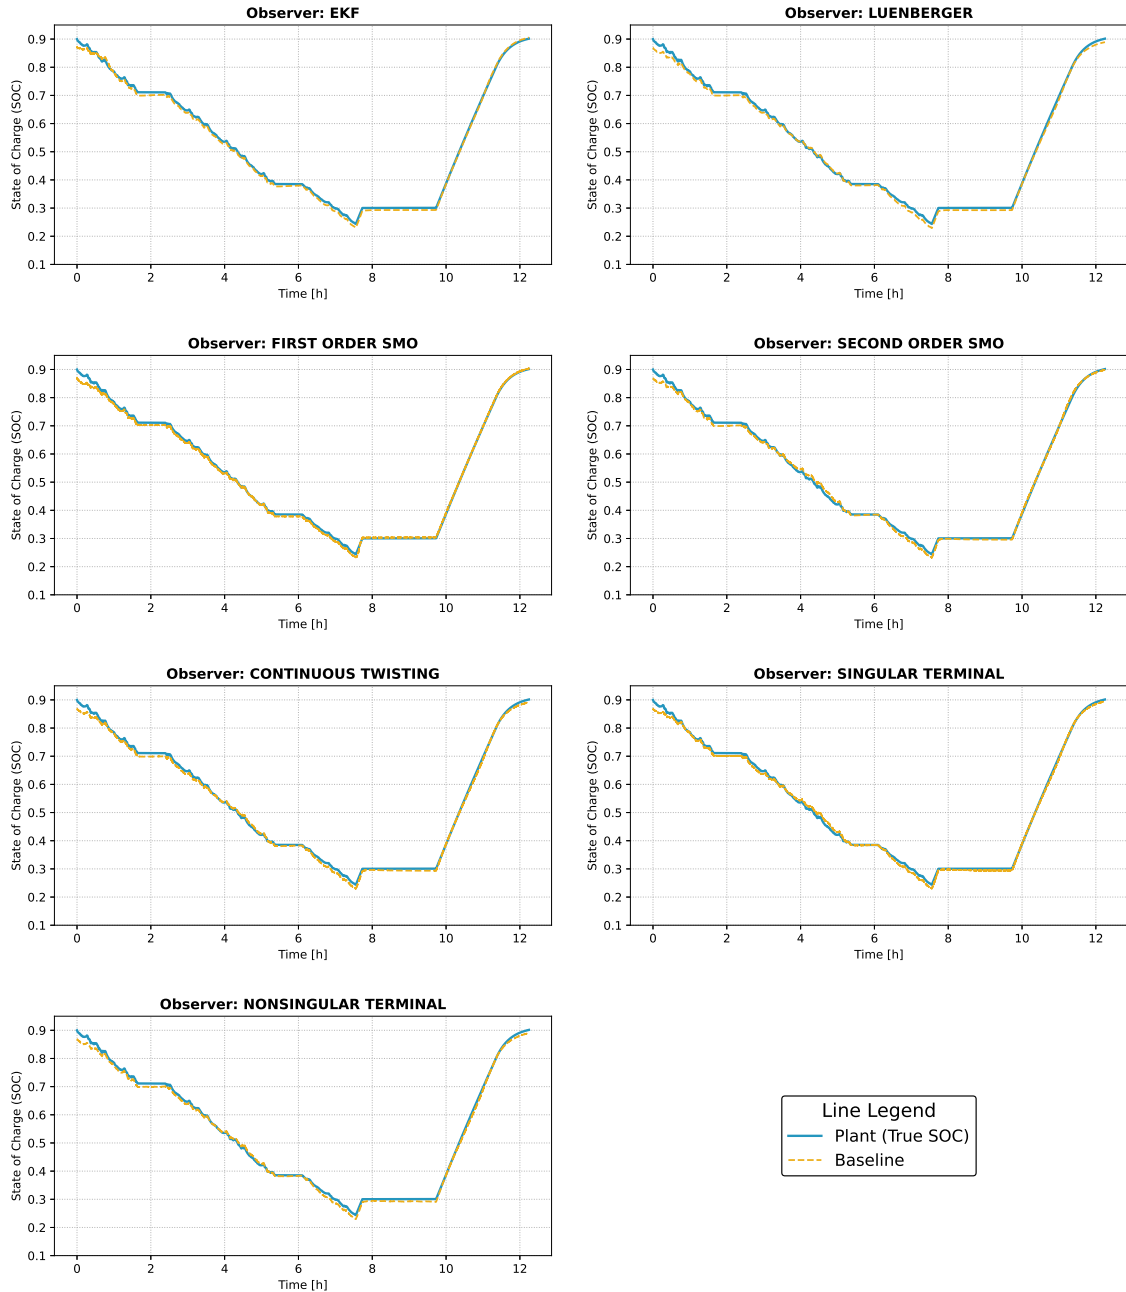 Observer: EKF
State of Charge (SOC)
0.9
0.8
0.7
0.6
0.5
0.4
0.3
0.2
0.1
0 2 4 6 8 10 12
Time [h]
Observer: LUENBERGER
State of Charge (SOC)
0.9
0.8
0.7
0.6
0.5
0.4
0.3
0.2
0.1
0 2 4 6 8 10 12
Time [h]
Observer: FIRST ORDER SMO
State of Charge (SOC)
0.9
0.8
0.7
0.6
0.5
0.4
0.3
0.2
0.1
0 2 4 6 8 10 12
Time [h]
Observer: SECOND ORDER SMO
State of Charge (SOC)
0.9
0.8
0.7
0.6
0.5
0.4
0.3
0.2
0.1
0 2 4 6 8 10 12
Time [h]
Observer: CONTINUOUS TWISTING
State of Charge (SOC)
0.9
0.8
0.7
0.6
0.5
0.4
0.3
0.2
0.1
0 2 4 6 8 10 12
Time [h]
Observer: SINGULAR TERMINAL
State of Charge (SOC)
0.9
0.8
0.7
0.6
0.5
0.4
0.3
0.2
0.1
0 2 4 6 8 10 12
Time [h]
Observer: NONSINGULAR TERMINAL
State of Charge (SOC)
0.9
0.8
0.7
0.6
0.5
0.4
0.3
0.2
0.1
0 2 4 6 8 10 12
Time [h]
Line Legend
Plant (True SOC)
Baseline